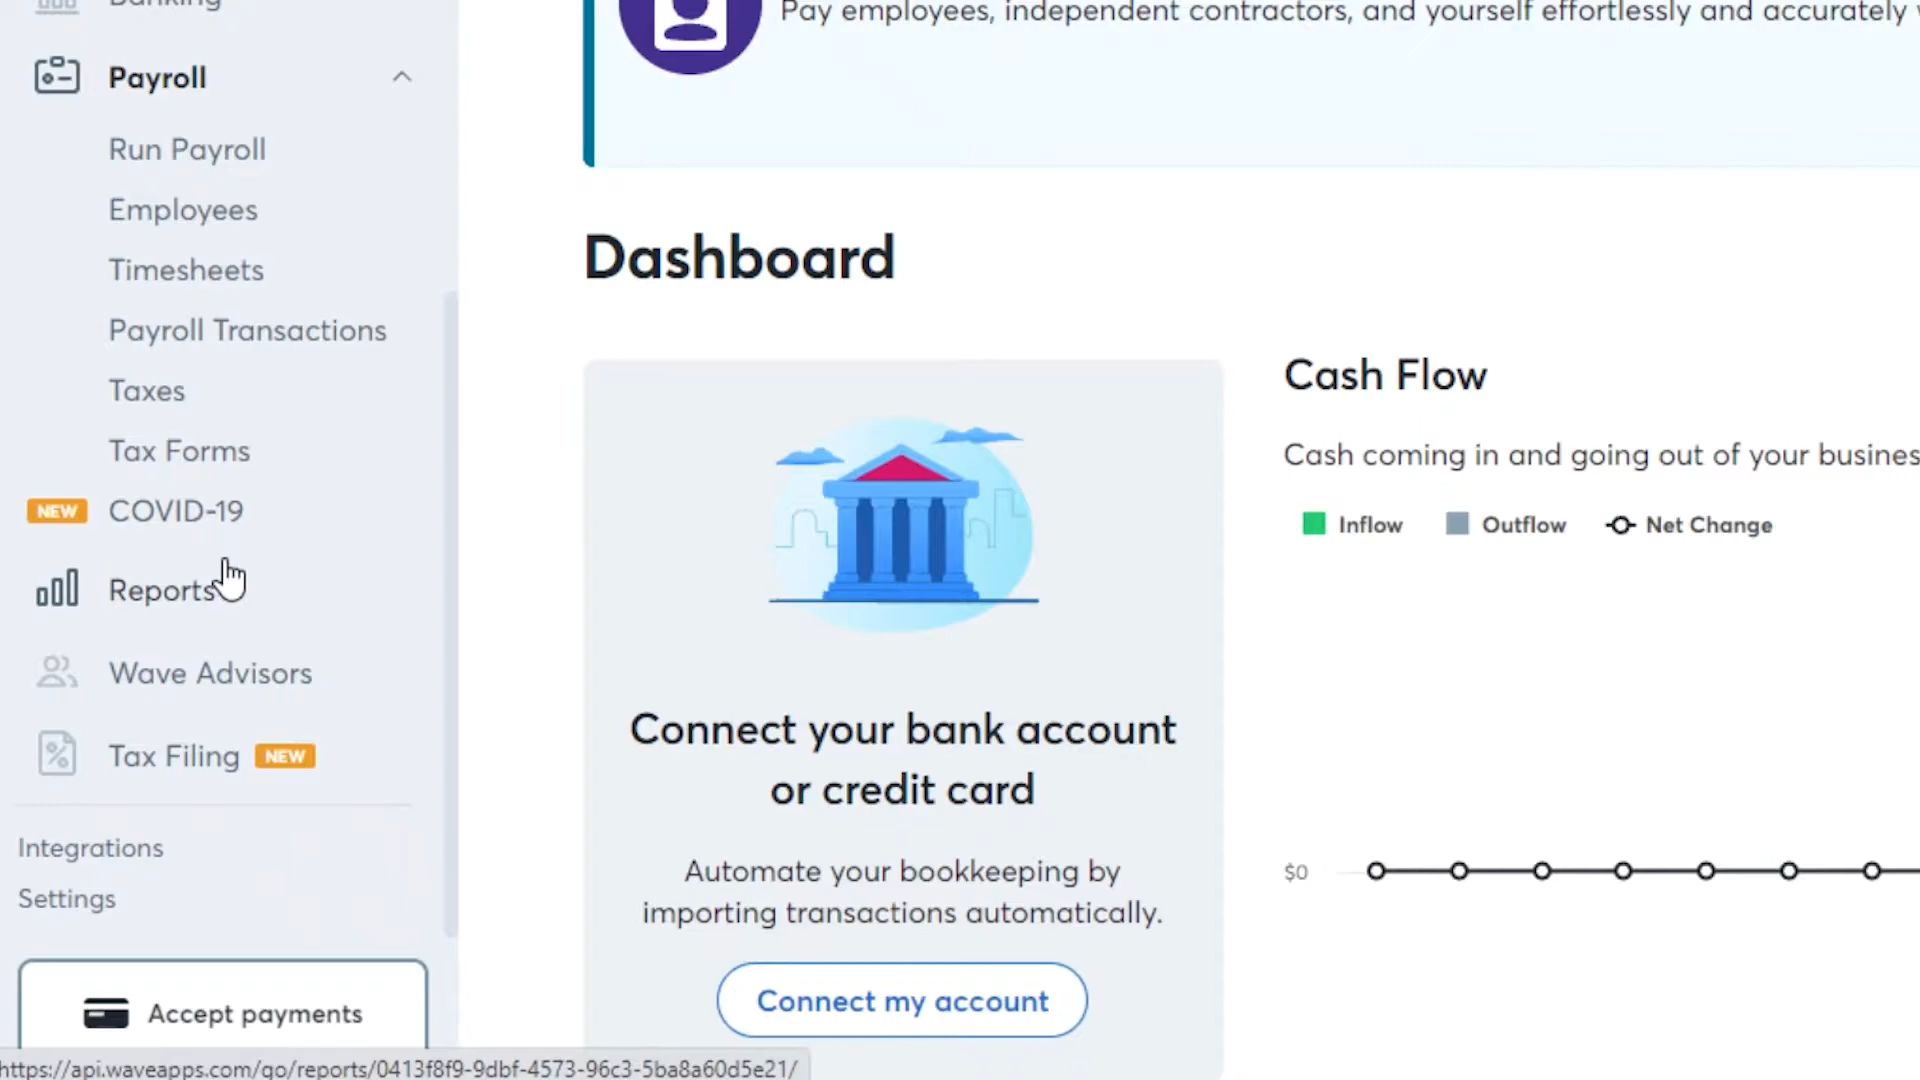 Banking
Payroll
Run Payroll
Employees
Timesheets
Payroll Transactions
Taxes
Tax Forms
NEW COVID-19
Reports
Wave Advisors
Tax Filing NEW
Integrations
Settings
Accept payments
https://api.waveapps.com/go/reports/0413f8f9-9dbf-4573-96c3-5ba8a60d5e21/
Pay employees, independent contractors, and yourself effortlessly and accurately
Dashboard
Connect your bank account
or credit card
Automate your bookkeeping by
importing transactions automatically.
Connect my account
Cash Flow
Cash coming in and going out of your busines
Inflow Outflow Net Change
$0